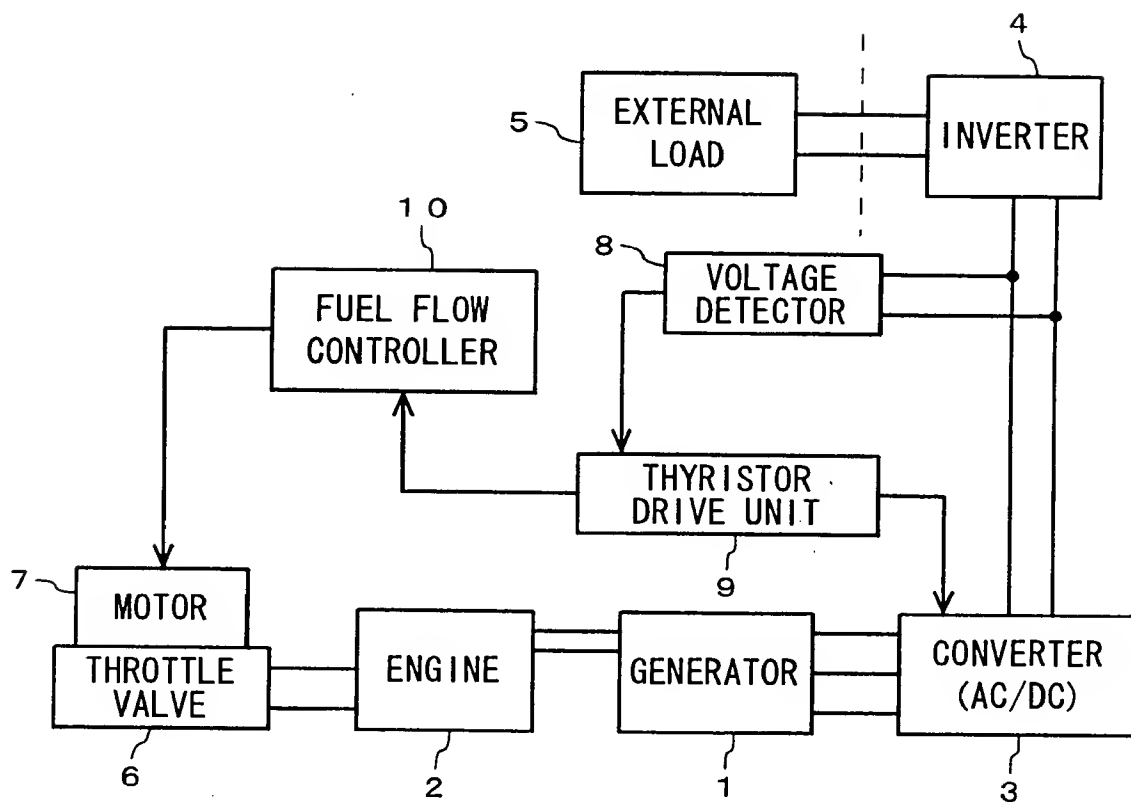 4
5
EXTERNAL
LOAD
INVERTER
10
8
VOLTAGE
DETECTOR
FUEL FLOW
CONTROLLER
THYRISTOR
DRIVE UNIT
9
7
MOTOR
THROTTLE
VALVE
6
ENGINE
2
GENERATOR
1
CONVERTER
(AC/DC)
3